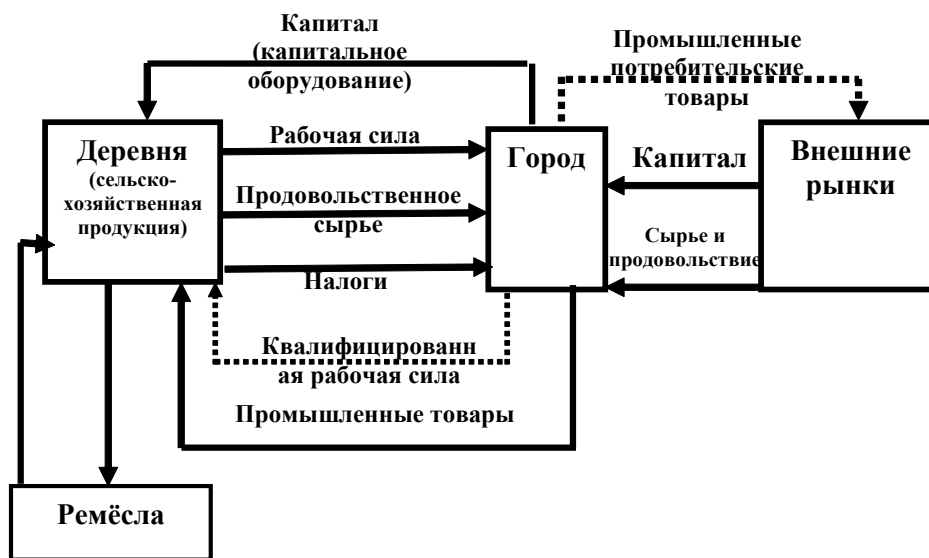 Капитал
(капитальное
оборудование)
Промышленные
потребительские
товары
Деревня
(сельско-
хозяйственная
продукция)
Рабочая сила
Продовольственное
сырье
Налоги
Город
Капитал
Сырье и
продовольствие
Внешние
рынки
Квалифицированн
ая рабочая сила
Промышленные товары
Ремёсла